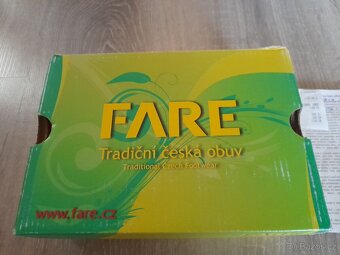 FARE
Tradiční česká obuv
Traditional Czech Footwear
www.fare.cz